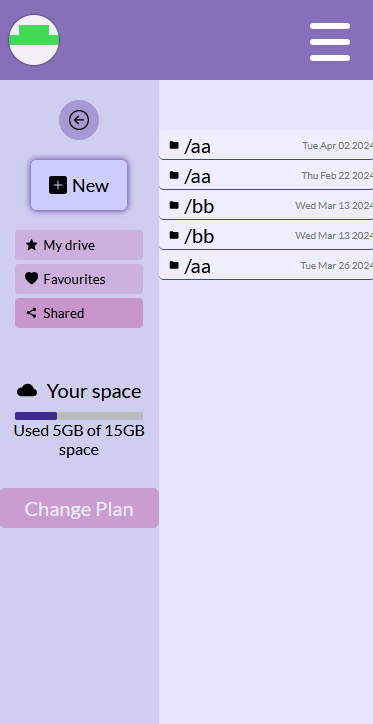 /aa Tue Apr 02 2024
/aa Thu Feb 22 2024
/bb Wed Mar 13 2024
/bb Wed Mar 13 2024
/aa Tue Mar 26 2024
New
My drive
Favourites
Shared
Your space
Used 5GB of 15GB
space
Change Plan